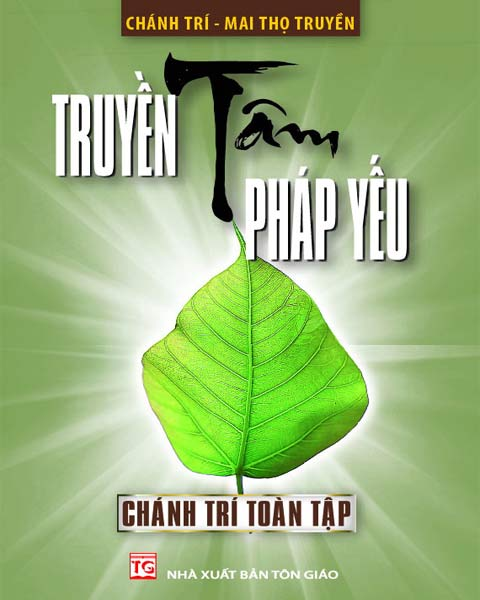 CHÁNH TRÍ - MAI THỌ TRUYỀN
TRUYỀN Tâm
PHÁP YẾU
CHÁNH TRÍ TOÀN TẬP
TG
NHÀ XUẤT BẢN TÔN GIÁO